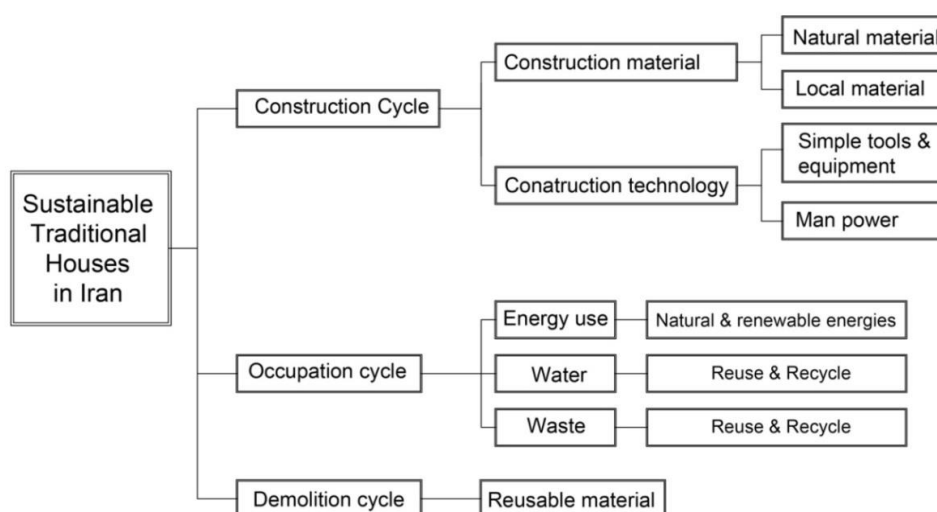 Sustainable
Traditional
Houses
in Iran
Construction Cycle
Construction material
Natural material
Local material
Conatruction technology
Simple tools &
equipment
Man power
Occupation cycle
Energy use
Natural & renewable energies
Water
Reuse & Recycle
Waste
Reuse & Recycle
Demolition cycle
Reusable material